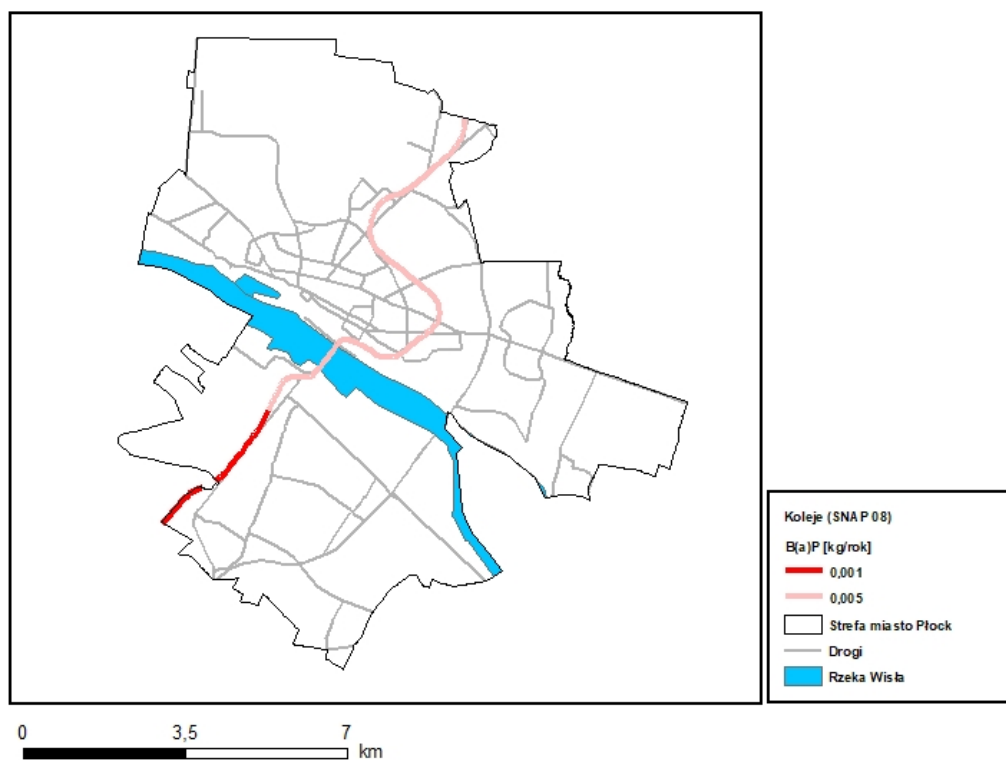 Koleje (SNAP 08)
B(a)P [kg/rok]
0,001
0,005
Strefa miasto Płock
Drogi
Rzeka Wisła
0 3,5 7
km